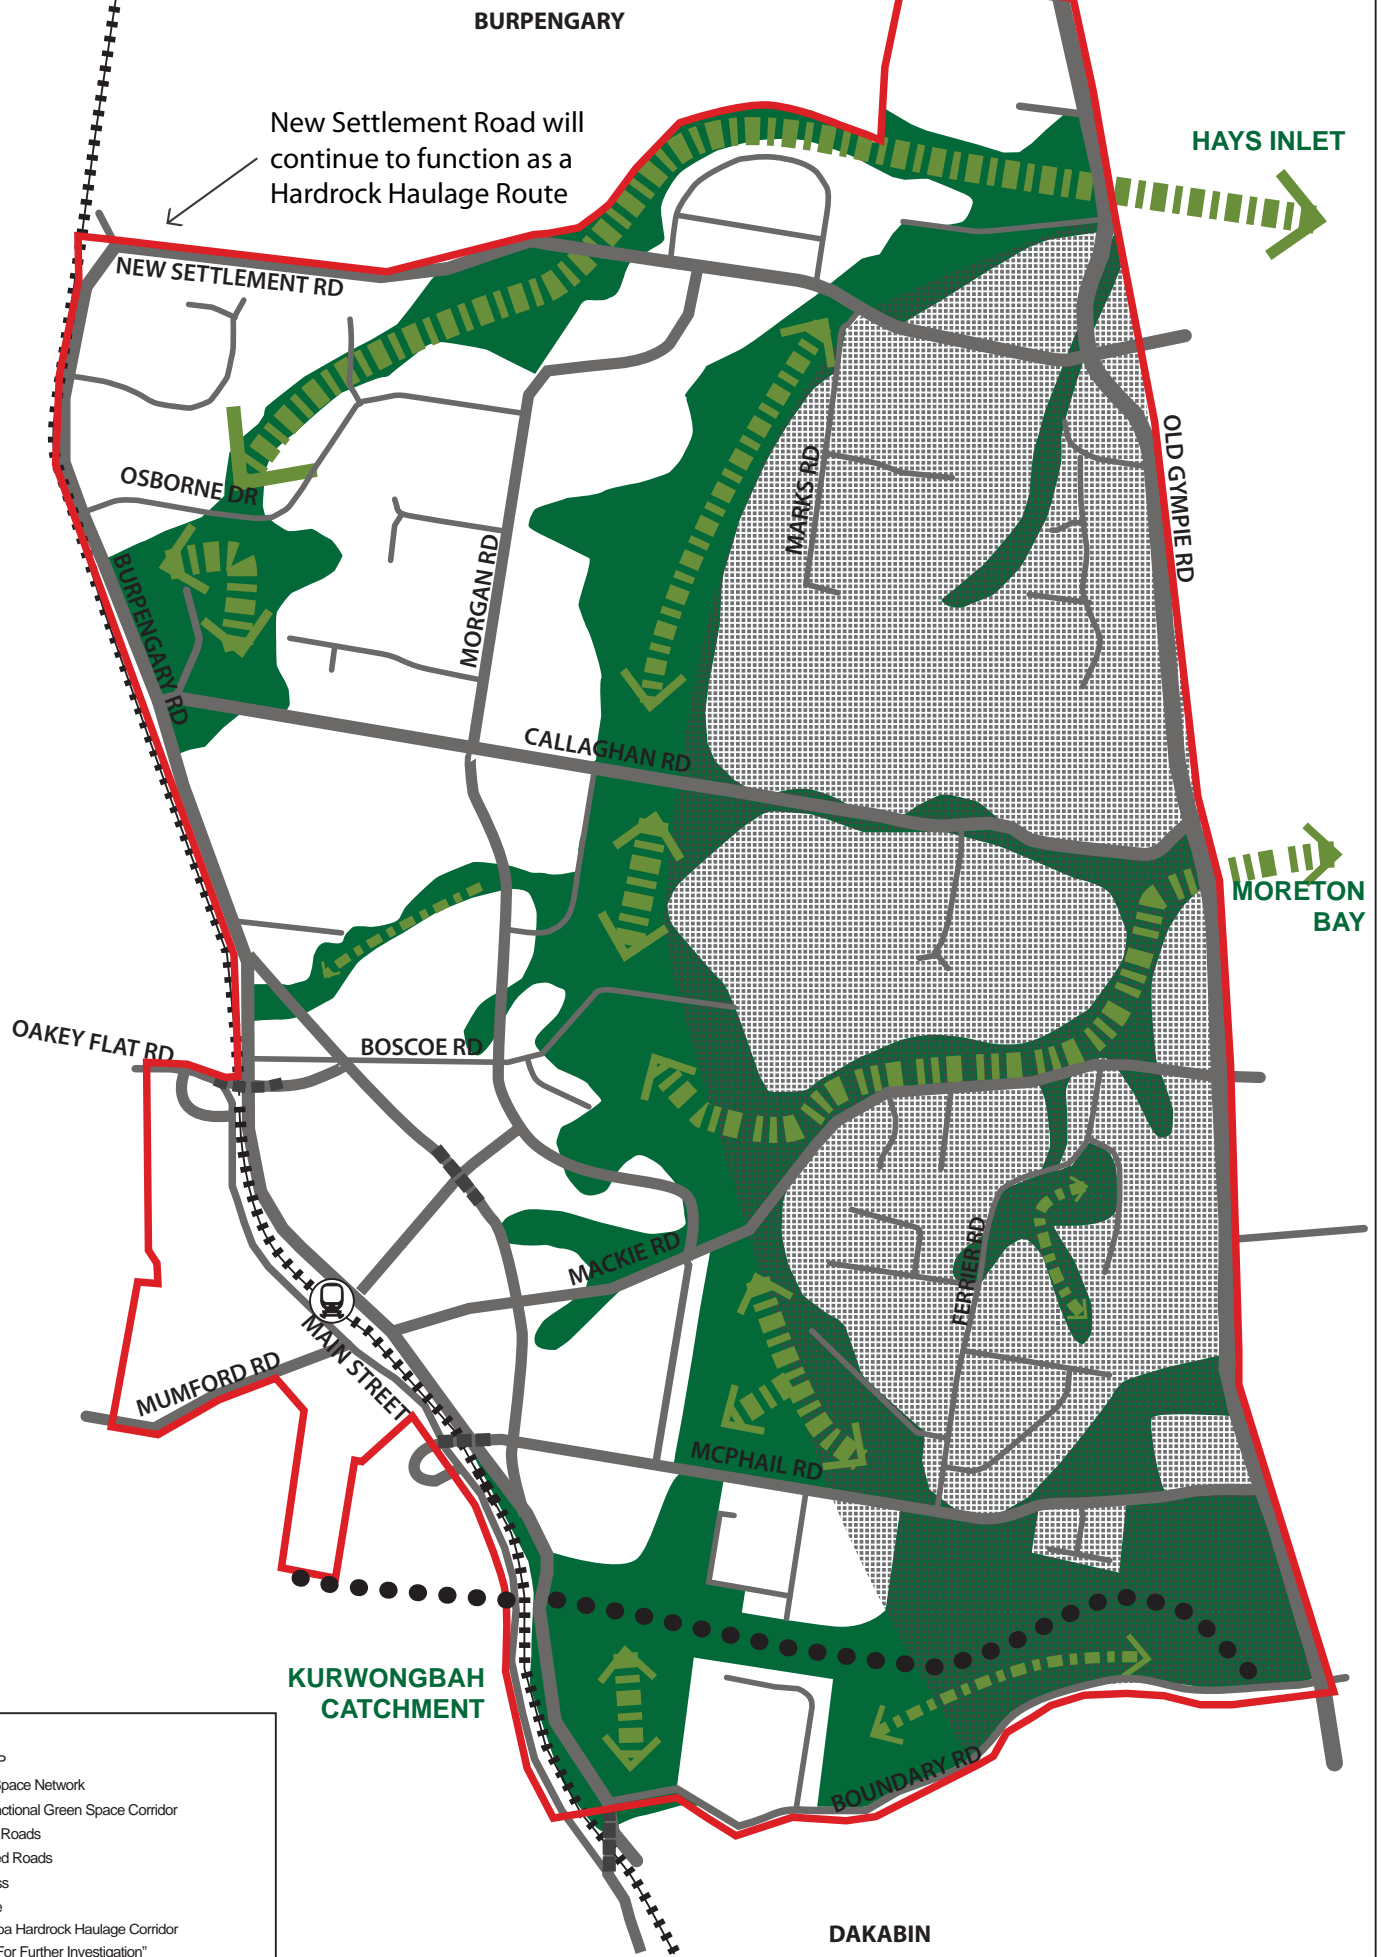 BURPENGARY
New Settlement Road will
continue to function as a
Hardrock Haulage Route
HAYS INLET
NEW SETTLEMENT RD
OSBORNE DR
MARKS RD
OLD GYMPIE RD
MORGAN RD
BURPENGARY RD
CALLAGHAN RD
MORETON
BAY
OAKEY FLAT RD
BOSCOE RD
MACKIE RD
FERRIER RD
MAIN STREET
MUMFORD RD
MCPHAIL RD
KURWONGBAH
CATCHMENT
BOUNDARY RD
DAKABIN
P
Space Network
Green Space Corridor
Roads
Roads
Hardrock Haulage Corridor
For Further Investigation"